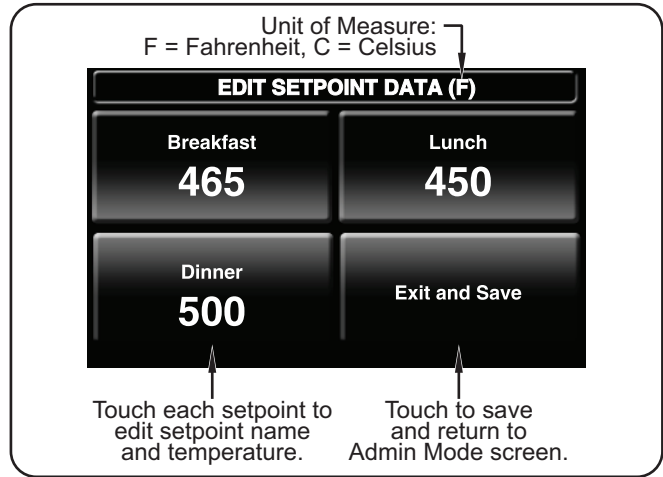 Unit of Measure:
F = Fahrenheit, C = Celsius
EDIT SETPOINT DATA (F)
Breakfast
465
Lunch
450
Dinner
500
Exit and Save
Touch each setpoint to
edit setpoint name
and temperature.
Touch to save
and return to
Admin Mode screen.